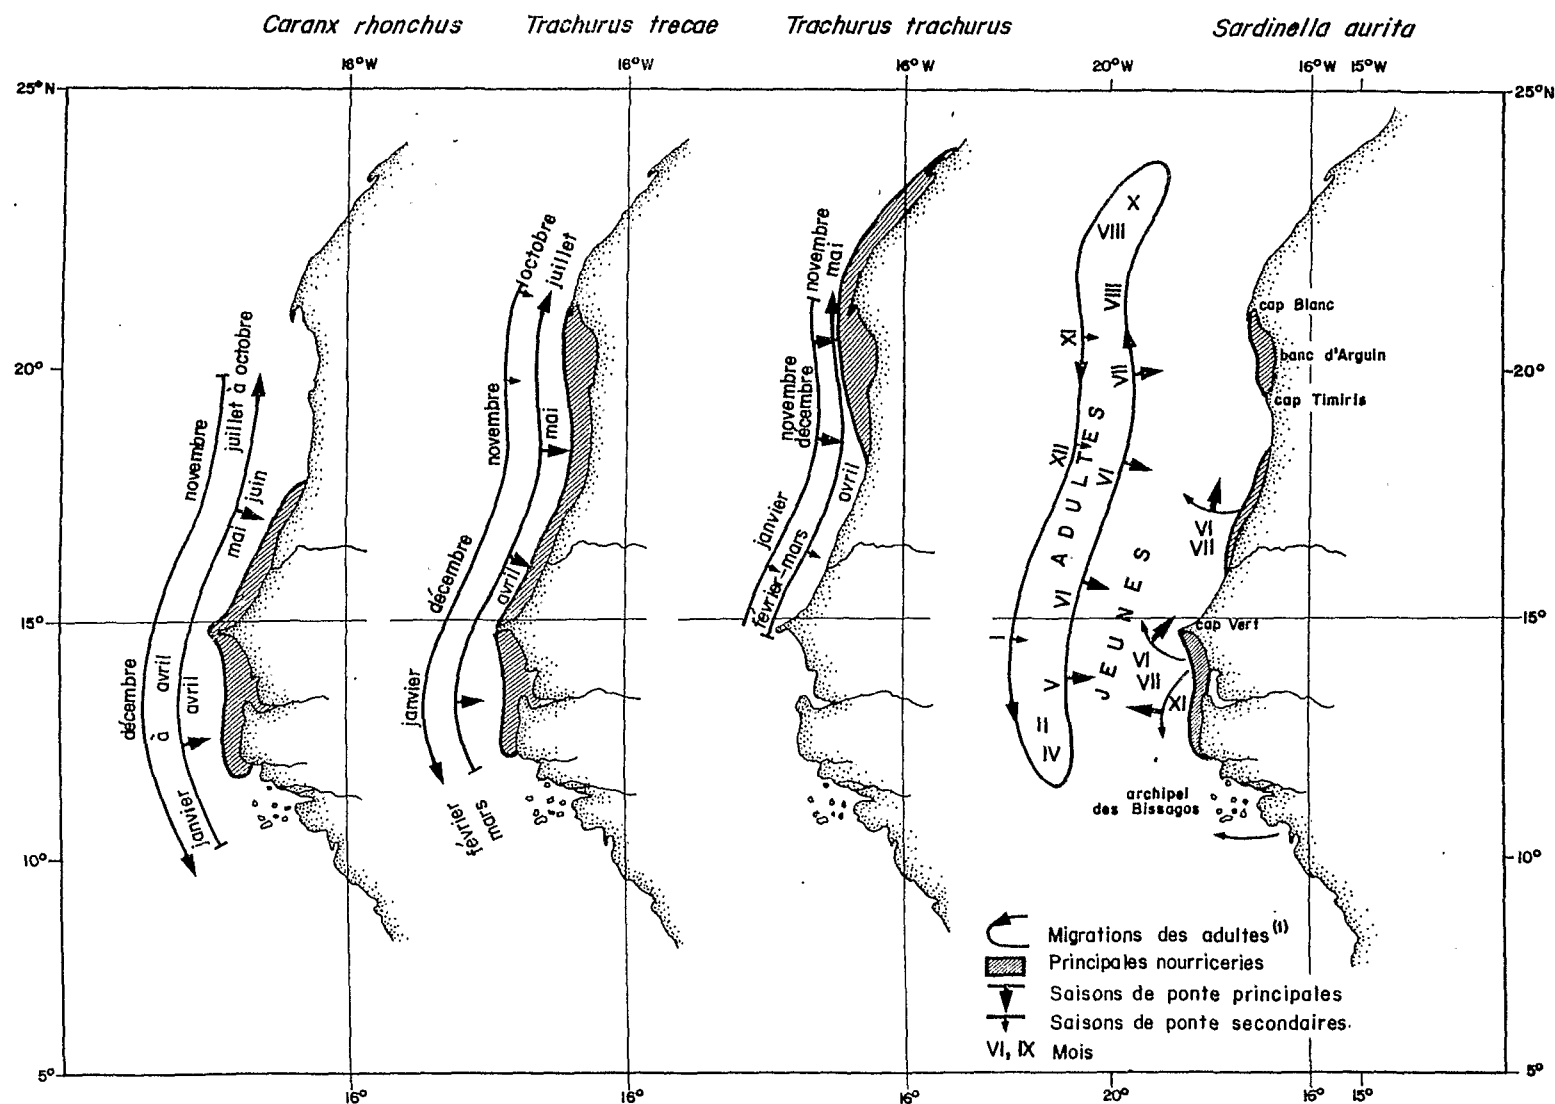 Caranx rhonchus
Trachurus trecae
Trachurus trachurus
Sardinella aurita
16°W
16°W
16°W
20°W
16°W
15°W
25°N
25°N
20°
20°
15°
15°
10°
10°
5°
5°
novembre
juillet à octobre
mai
juin
décembre
avril
à
avril
janvier
octobre
juillet
novembre
mai
décembre
avril
janvier
février
mars
novembre
mai
novembre
décembre
avril
janvier
février-mars
X
VIII
VIII
XI
VII
XII
VI
VI
ADULTES
JEUNES
I
V
II
IV
cap Blanc
banc d'Arguin
cap Timiris
VI
VII
cap Vert
VI
VII
XI
archipel
des Bissagos
Migrations des adultes(1)
Principales nourriceries
Saisons de ponte principales
Saisons de ponte secondaires.
VI, IX Mois
16°
16°
16°
20°
16°
15°